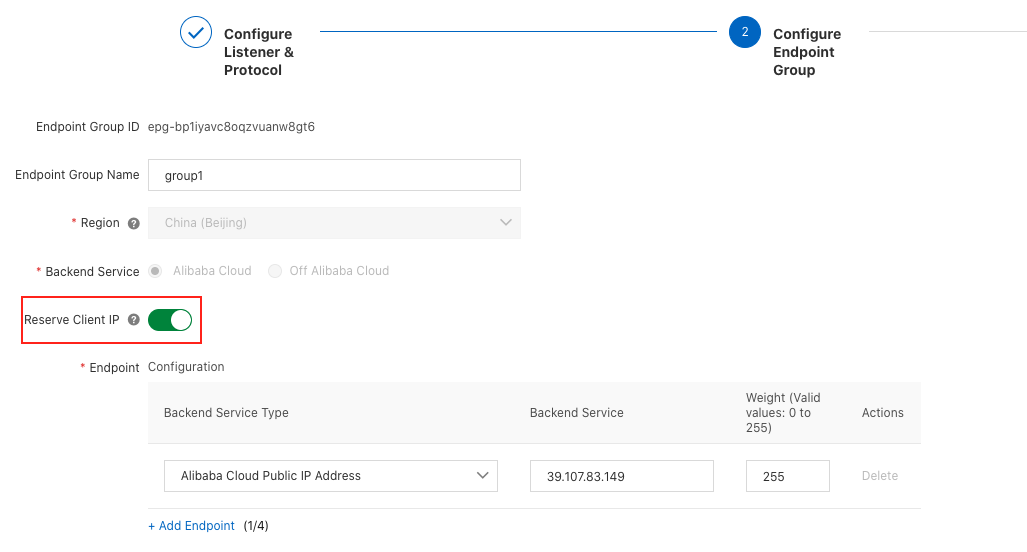 Configure
Listener &
Protocol
2
Configure
Endpoint
Group
Endpoint Group ID epg-bp1iyavc8oqzvuanw8gt6
Endpoint Group Name group1
* Region ? China (Beijing)
* Backend Service Alibaba Cloud Off Alibaba Cloud
Reserve Client IP ?
* Endpoint Configuration
Backend Service Type Backend Service Weight (Valid
values: 0 to
255) Actions
Alibaba Cloud Public IP Address 39.107.83.149 255 Delete
+ Add Endpoint (1/4)